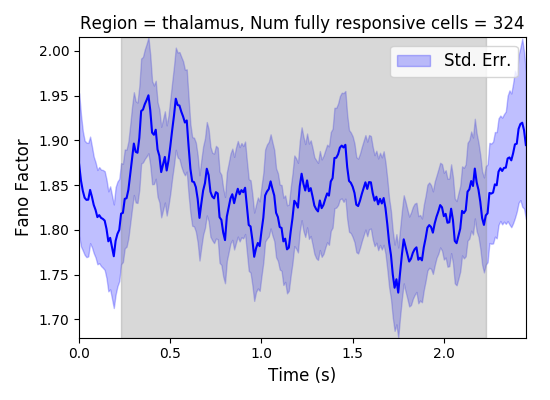 Region = thalamus, Num fully responsive cells = 324
Std. Err.
Fano Factor
2.00
1.95
1.90
1.85
1.80
1.75
1.70
0.0 0.5 1.0 1.5 2.0
Time (s)